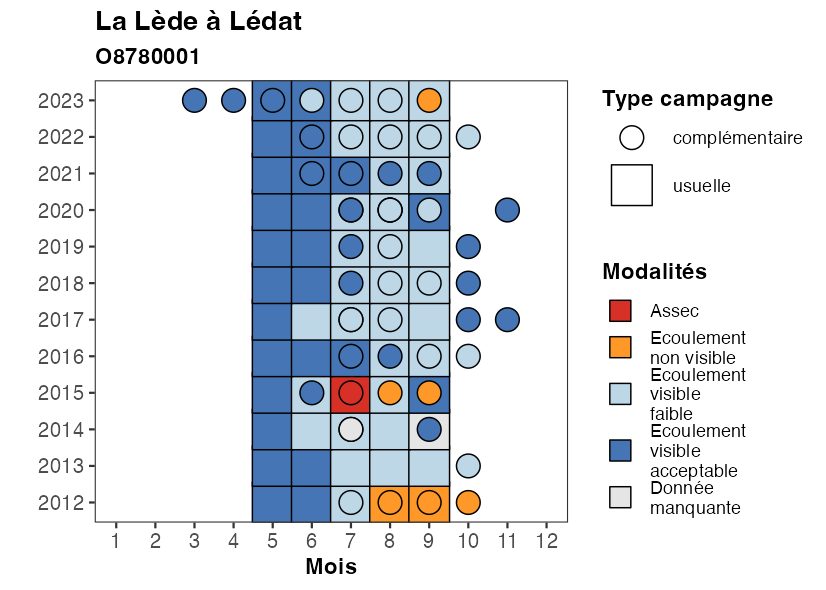 La Lède à Lédat
O8780001
2023
2022
2021
2020
2019
2018
2017
2016
2015
2014
2013
2012
1 2 3 4 5 6 7 8 9 10 11 12
Mois
Type campagne
complémentaire
usuelle
Modalités
Assec
Ecoulement
non visible
Ecoulement
visible
faible
Ecoulement
visible
acceptable
Donnée
manquante